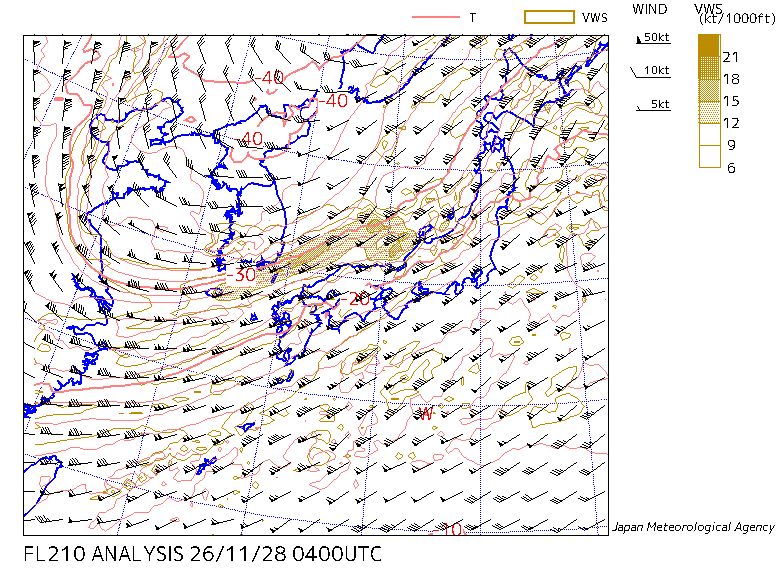 T
VWS
WIND
VWS
(kt/1000ft)
50kt
10kt
5kt
21
18
15
12
9
6
-40
-40
40
-30
-20
W
-10
Japan Meteorological Agency
FL210 ANALYSIS 26/11/28 0400UTC